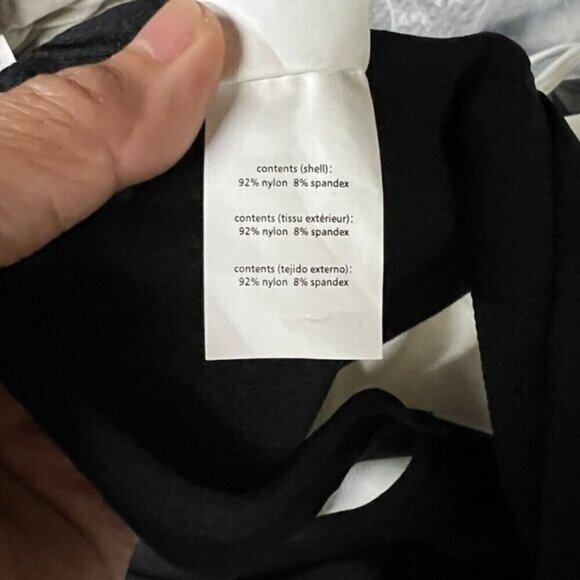 contents (shell):
92% nylon 8% spandex
contents (tissu extérieur):
92% nylon 8% spandex
contents (tejido externo):
92% nylon 8% spandex